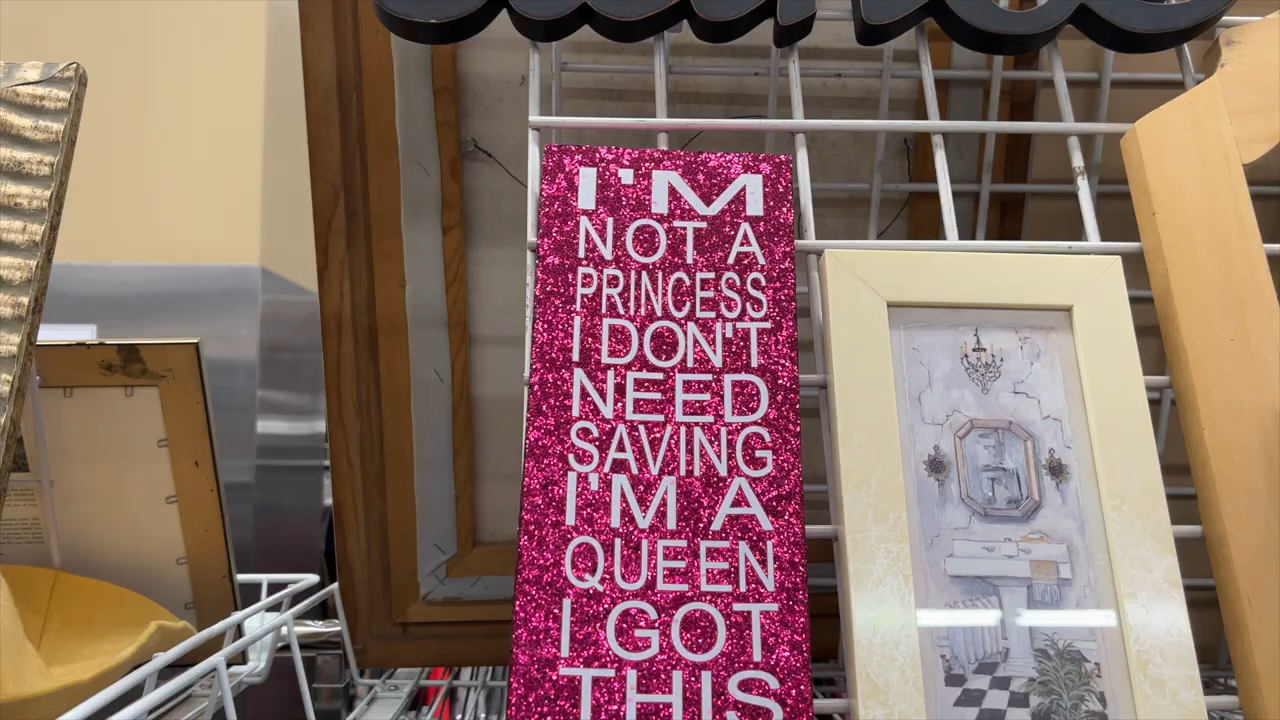 I'M
NOT A
PRINCESS
I DON'T
NEED
SAVING
I'M A
QUEEN
I GOT
THIS